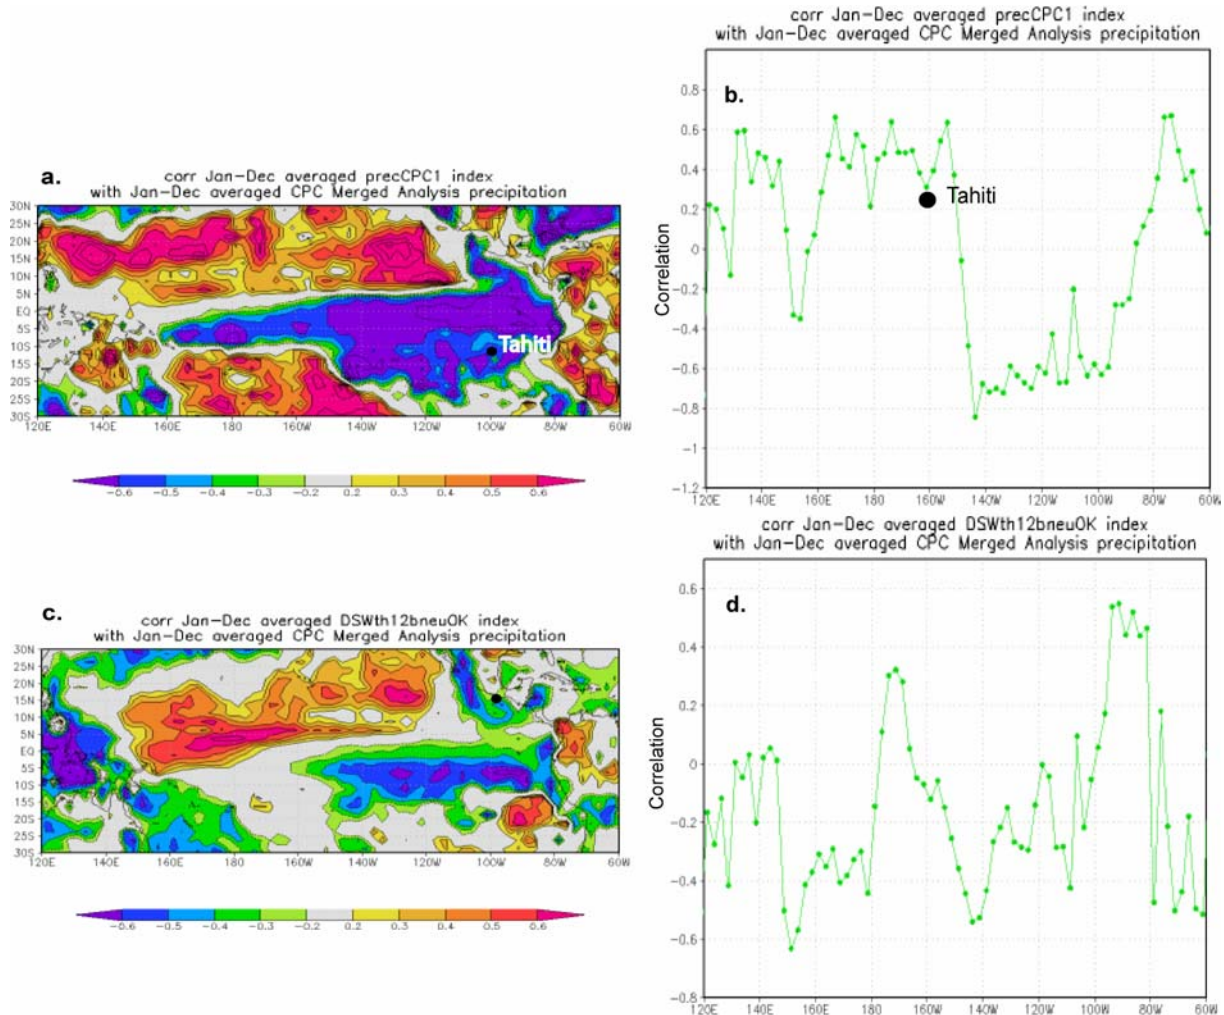 corr Jan-Dec averaged precCPC1 index
with Jan-Dec averaged CPC Merged Analysis precipitation
b.
0.8
0.6
0.4
0.2
0
-0.2
-0.4
-0.6
-0.8
-1
-1.2
Correlation
Tahiti
120E 140E 160E 180 160W 140W 120W 100W 80W 60W
a.
corr Jan-Dec averaged precCPC1 index
with Jan-Dec averaged CPC Merged Analysis precipitation
30N
25N
20N
15N
10N
5N
EQ
5S
10S
15S
20S
25S
30S
Tahiti
120E 140E 160E 180 160W 140W 120W 100W 80W 60W
-0.6 -0.5 -0.4 -0.3 -0.2 0.2 0.3 0.4 0.5 0.6
c.
corr Jan-Dec averaged DSWth12bneuOK index
with Jan-Dec averaged CPC Merged Analysis precipitation
30N
25N
20N
15N
10N
5N
EQ
5S
10S
15S
20S
25S
30S
120E 140E 160E 180 160W 140W 120W 100W 80W 60W
-0.6 -0.5 -0.4 -0.3 -0.2 0.2 0.3 0.4 0.5 0.6
corr Jan-Dec averaged DSWth12bneuOK index
with Jan-Dec averaged CPC Merged Analysis precipitation
d.
0.6
0.4
0.2
0
-0.2
-0.4
-0.6
-0.8
Correlation
120E 140E 160E 180 160W 140W 120W 100W 80W 60W